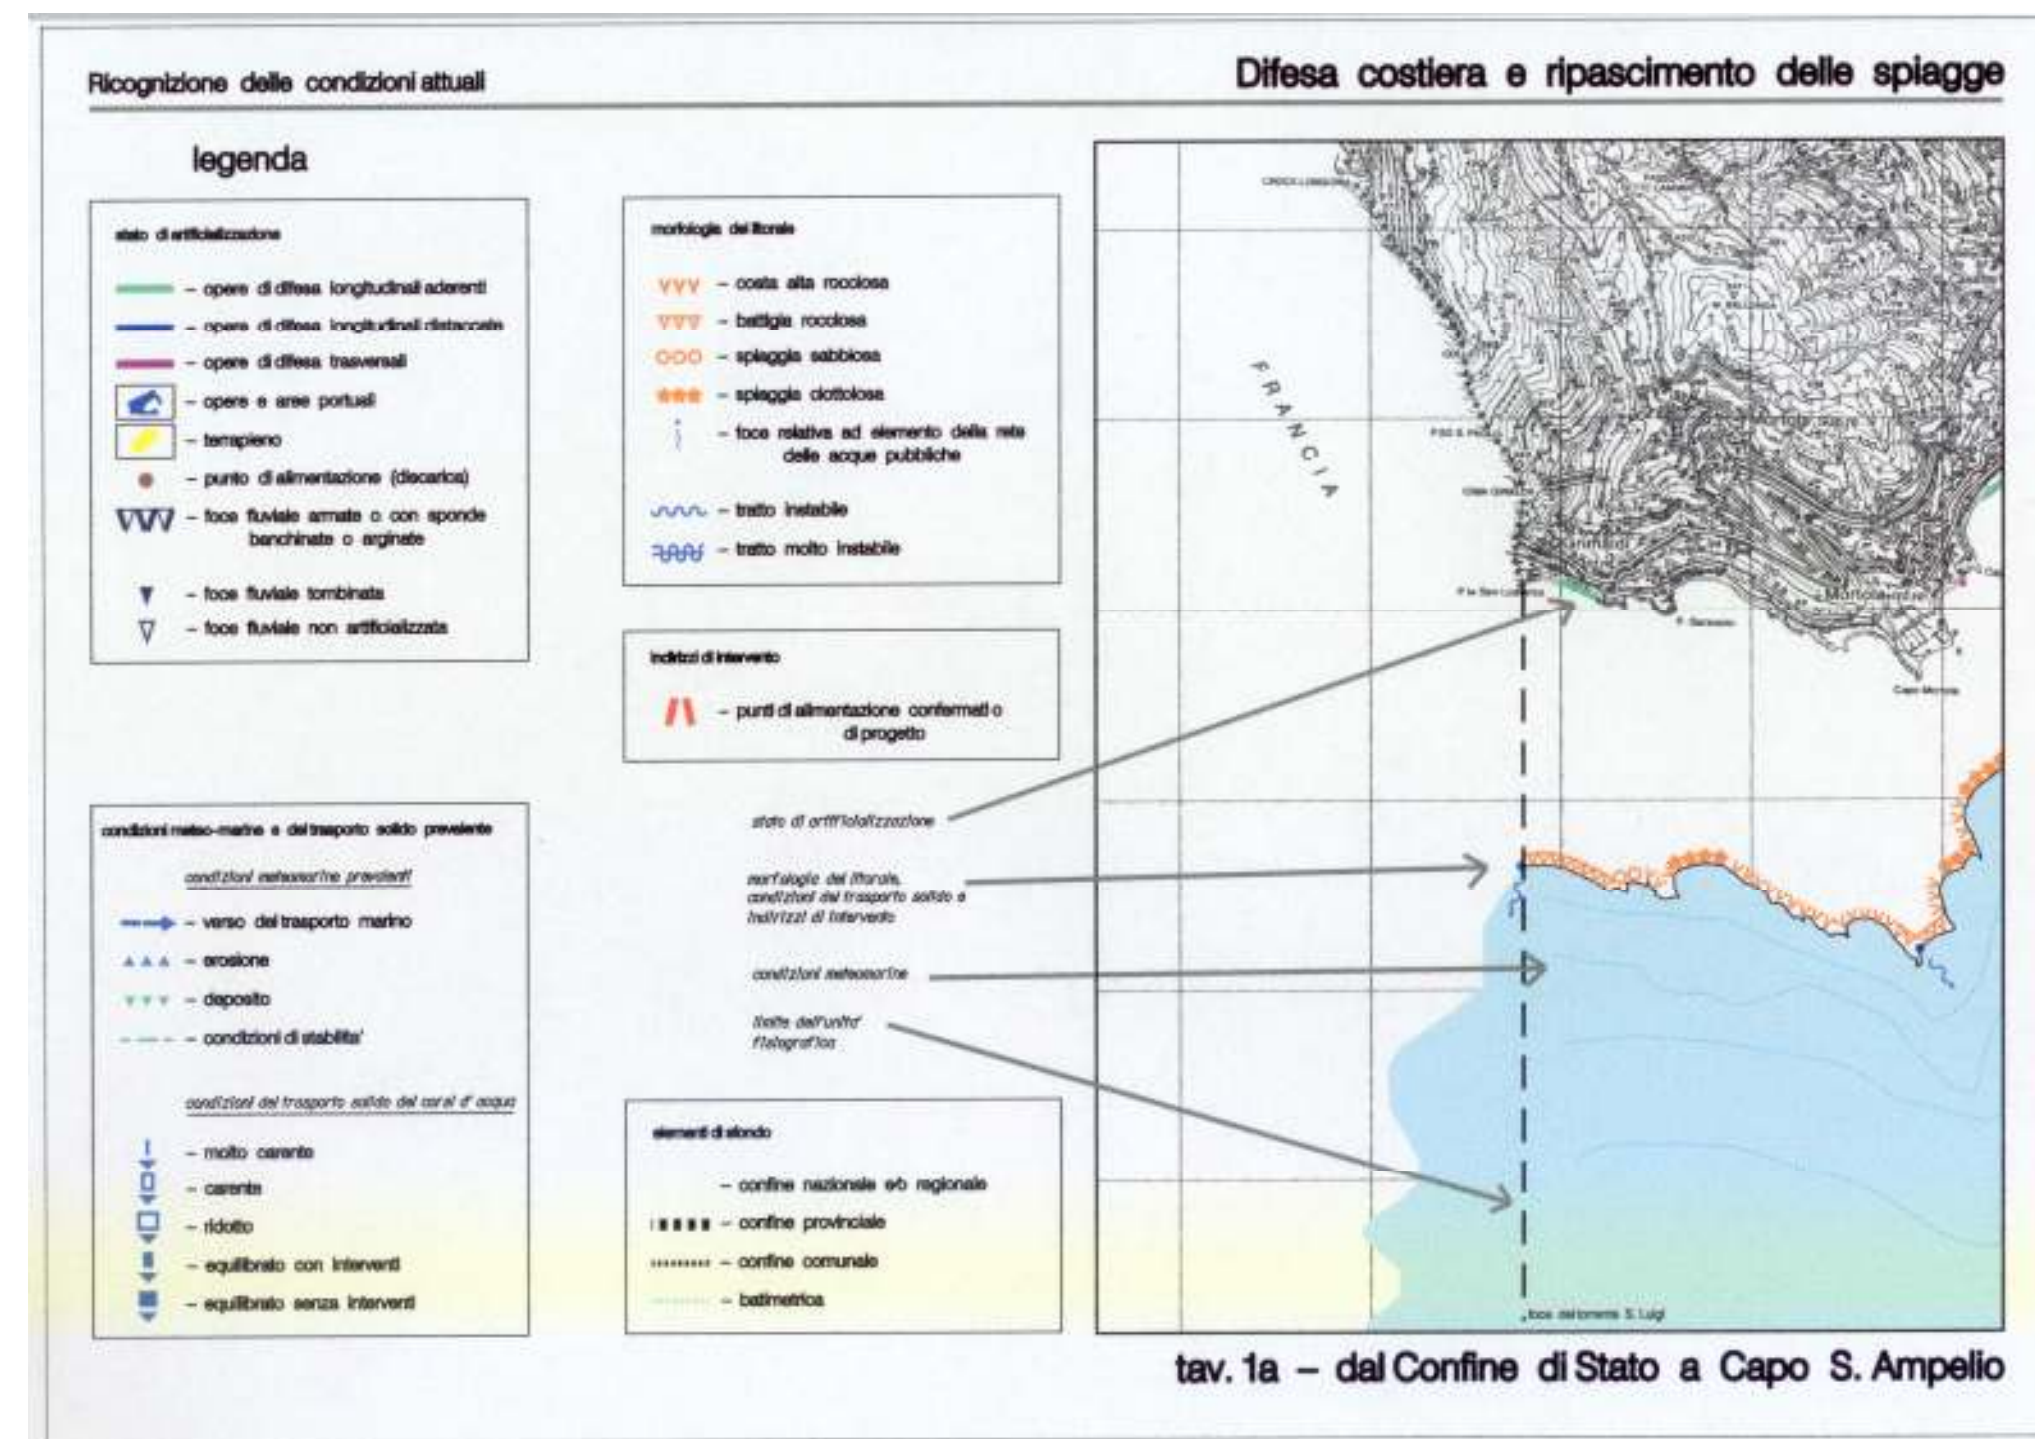 Ricognizione delle condizioni attuali
Difesa costiera e ripascimento delle spiagge
legenda
stato di artificializzazione
– opere di difesa longitudinali aderenti
– opere di difesa longitudinali distaccate
– opere di difesa trasversali
– opere e aree portuali
– terrapieno
– punto di alimentazione (discarica)
– foce fluviale armate o con sponde
banchinate o arginate
– foce fluviale tombinata
– foce fluviale non artificializzata
morfologia del litorale
– costa alta rocciosa
– battigia rocciosa
– spiaggia sabbiosa
– spiaggia ciottolosa
– foce relativa ad elemento della rete
delle acque pubbliche
– tratto instabile
– tratto molto instabile
indirizzi di intervento
– punti di alimentazione confermati o
di progetto
condizioni meteo-marine e del trasporto solido prevalente
condizioni meteomarine prevalenti
– verso del trasporto marino
– erosione
– deposito
– condizioni di stabilita'
condizioni del trasporto solido dei corsi d' acqua
– molto carente
– carente
– ridotto
– equilibrato con interventi
– equilibrato senza interventi
stato di artificializzazione
morfologia del litorale,
condizioni del trasporto solido e
indirizzi di intervento
condizioni meteomarine
limite dell'unita'
fisiografica
elementi di sfondo
– confine nazionale e/o regionale
– confine provinciale
– confine comunale
– batimetrica
FRANCIA
Capo Mortola
foce del torrente S. Luigi
tav. 1a – dal Confine di Stato a Capo S. Ampelio